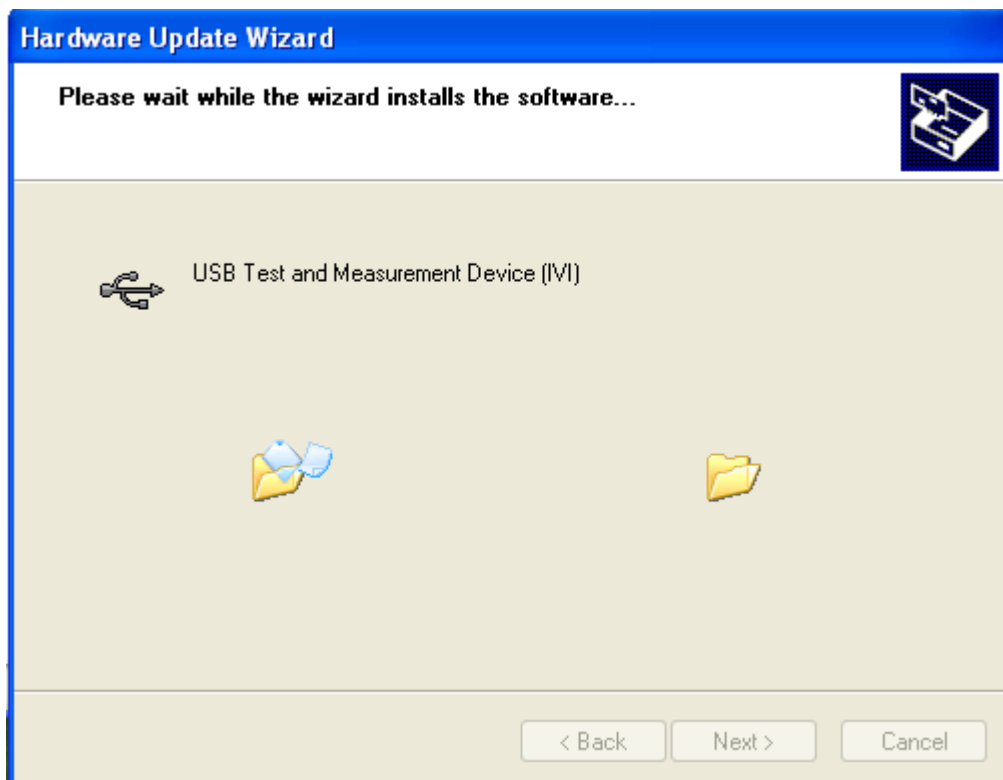 Hardware Update Wizard
Please wait while the wizard installs the software...
USB Test and Measurement Device (IVI)
< Back
Next >
Cancel